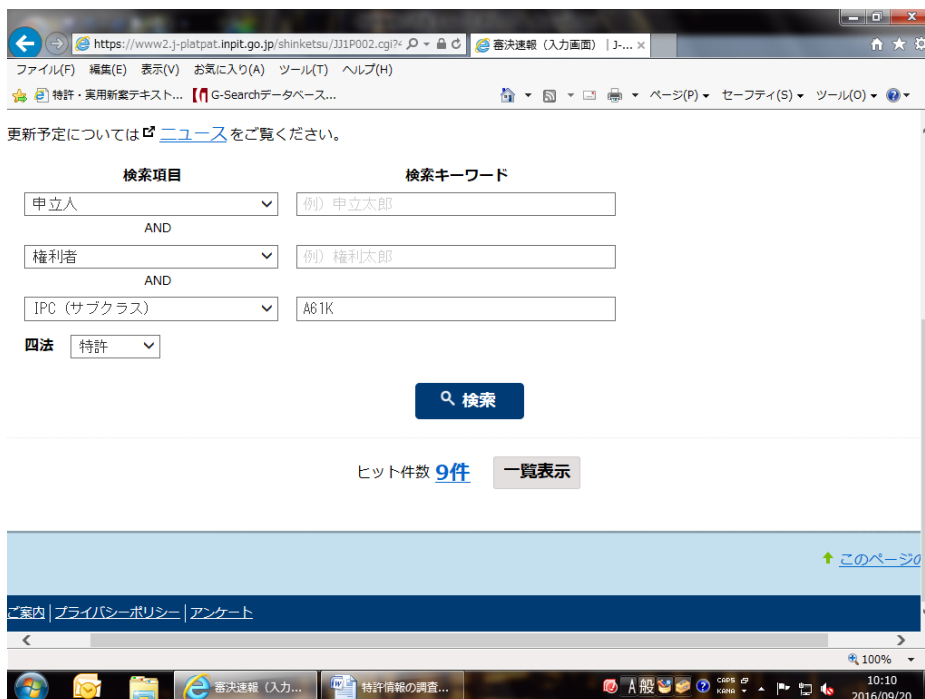 https://www2.j-platpat.inpit.go.jp/shinketsu/JJ1P002.cgi?
審決速報（入力画面） | J-...
ファイル(F) 編集(E) 表示(V) お気に入り(A) ツール(T) ヘルプ(H)
特許・実用新案テキスト... G-Searchデータベース... ページ(P) セーフティ(S) ツール(O)
更新予定については ニュース をご覧ください。
検索項目 検索キーワード
申立人 例）申立太郎
AND
権利者 例）権利太郎
AND
IPC（サブクラス） A61K
四法 特許
検索
ヒット件数 9件 一覧表示
このページの
ご案内 | プライバシーポリシー | アンケート
100%
審決速報（入力... 特許情報の調査... A 般 CAPS KANA 10:10
2016/09/20